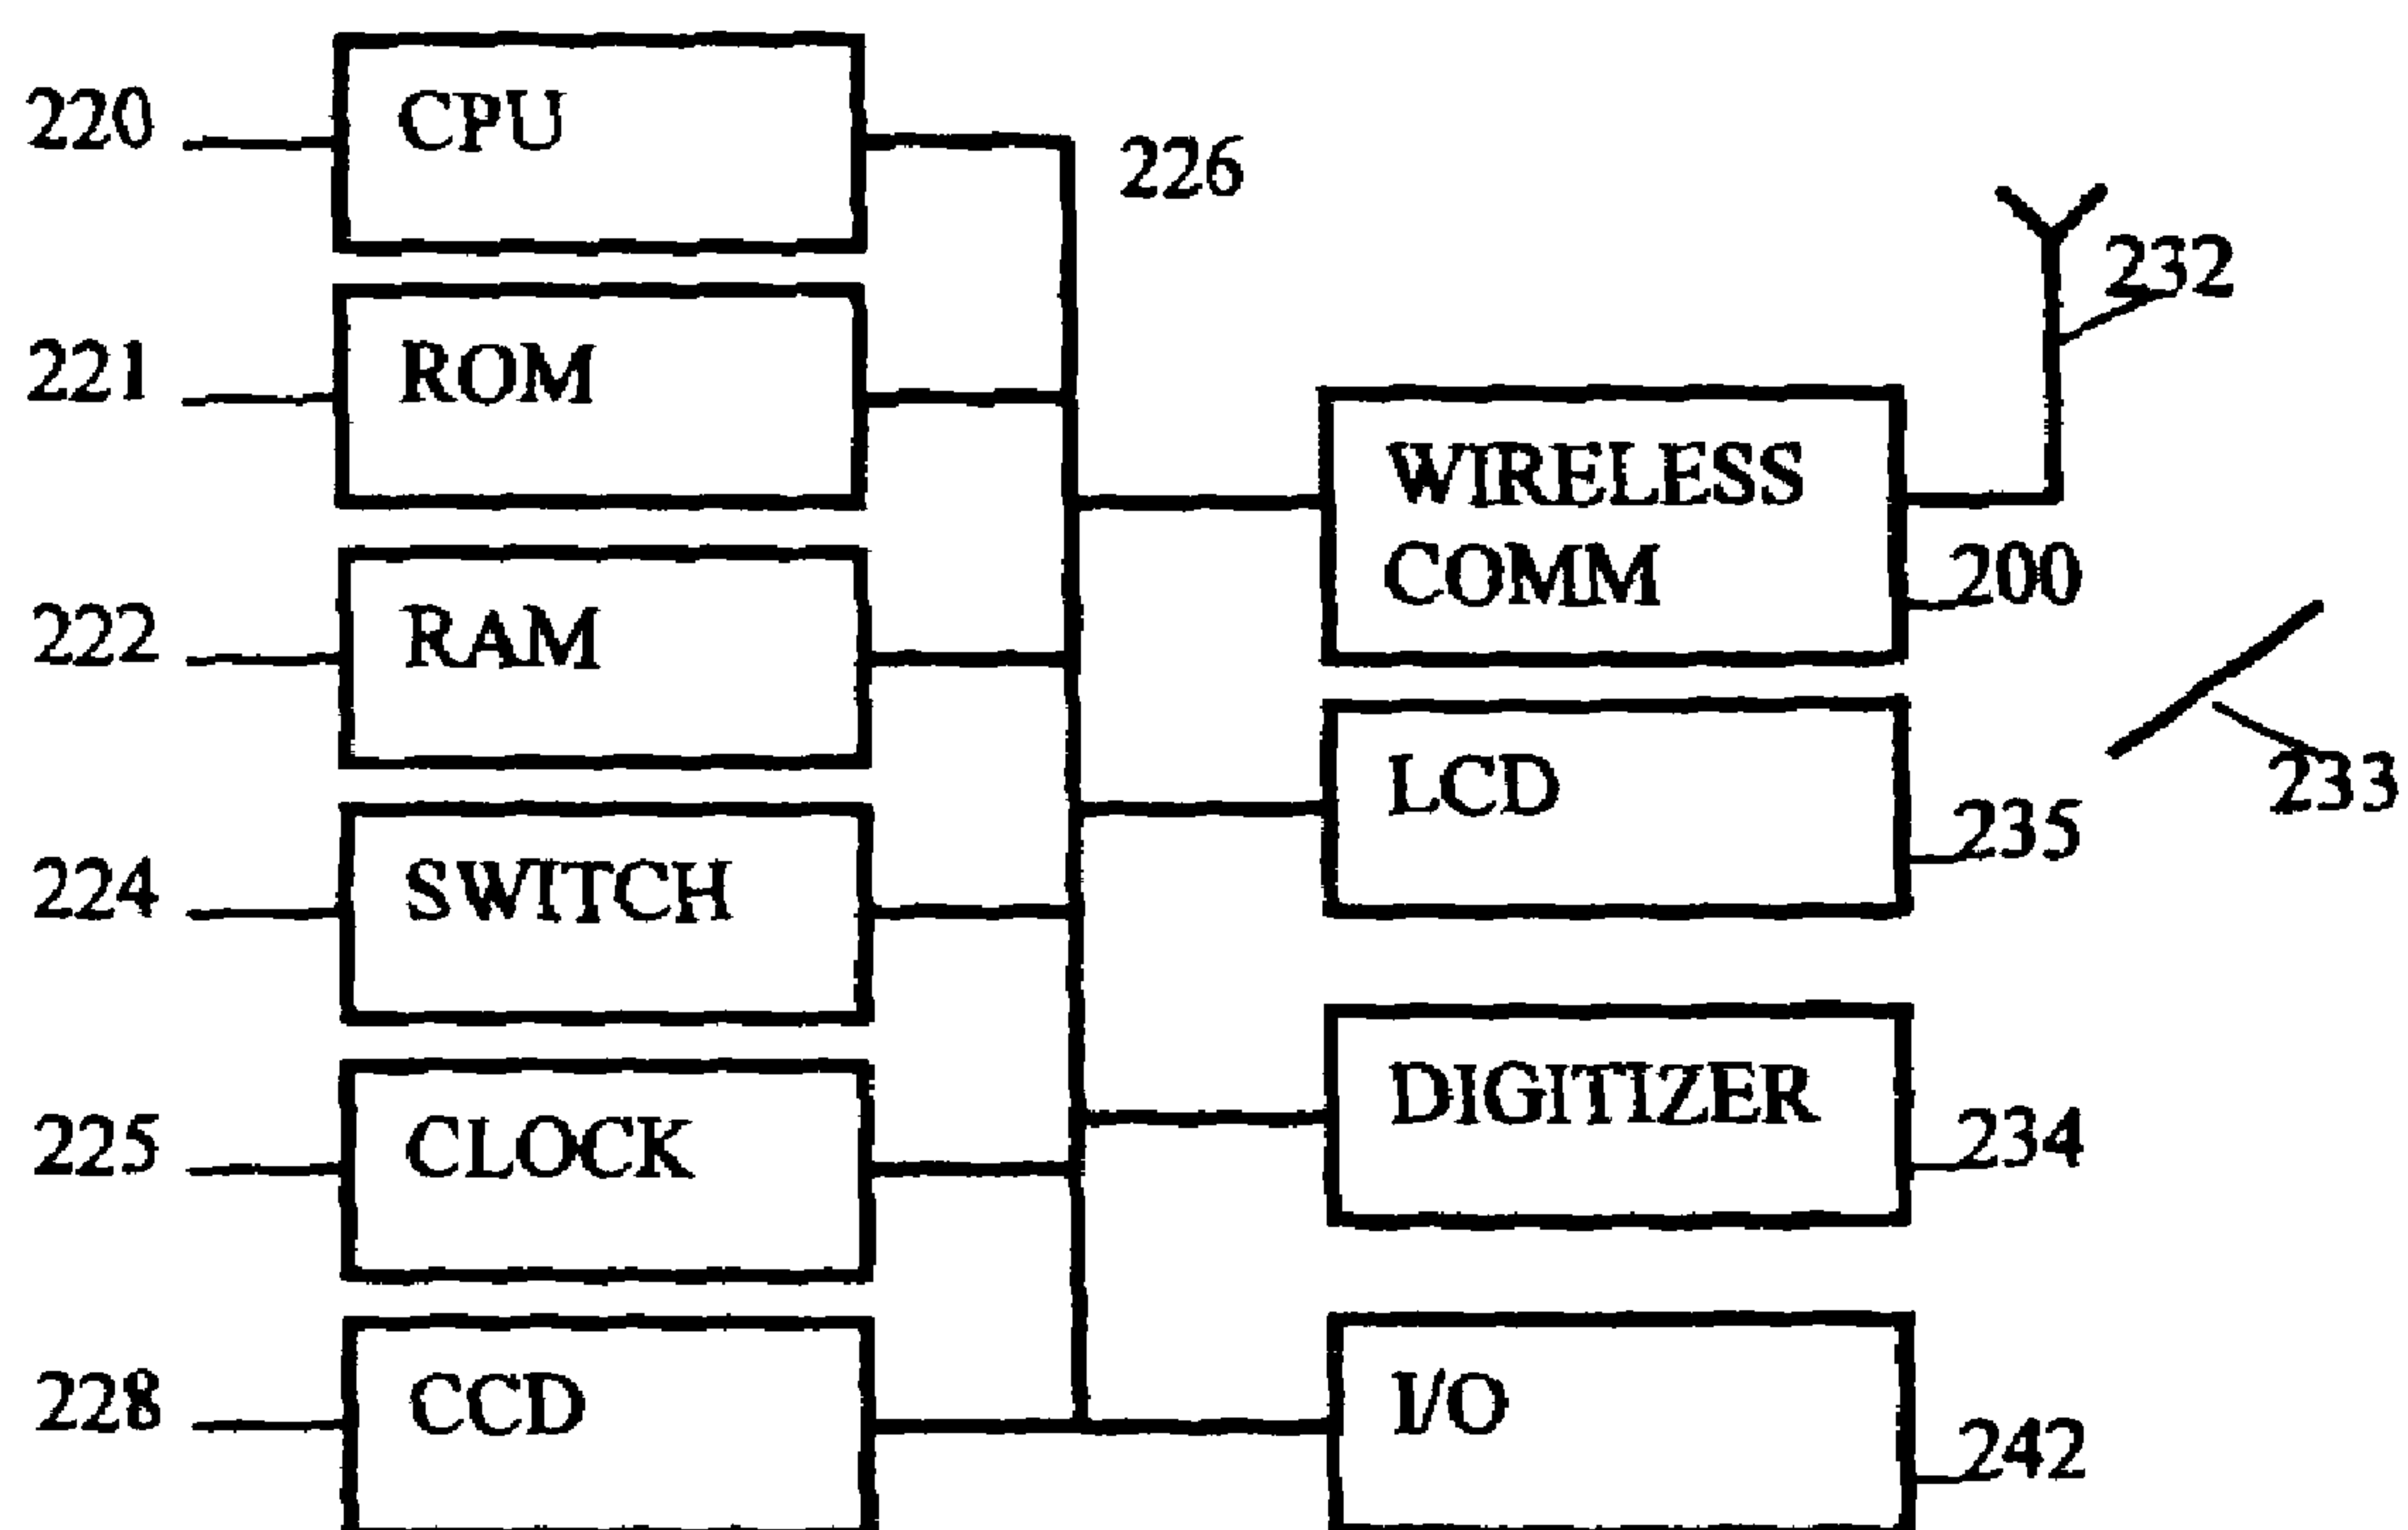 220 CPU
226
232
221 ROM
WIRELESS
COMM
200
222 RAM
LCD
233
235
224 SWITCH
DIGITIZER
234
225 CLOCK
228 CCD
I/O
242